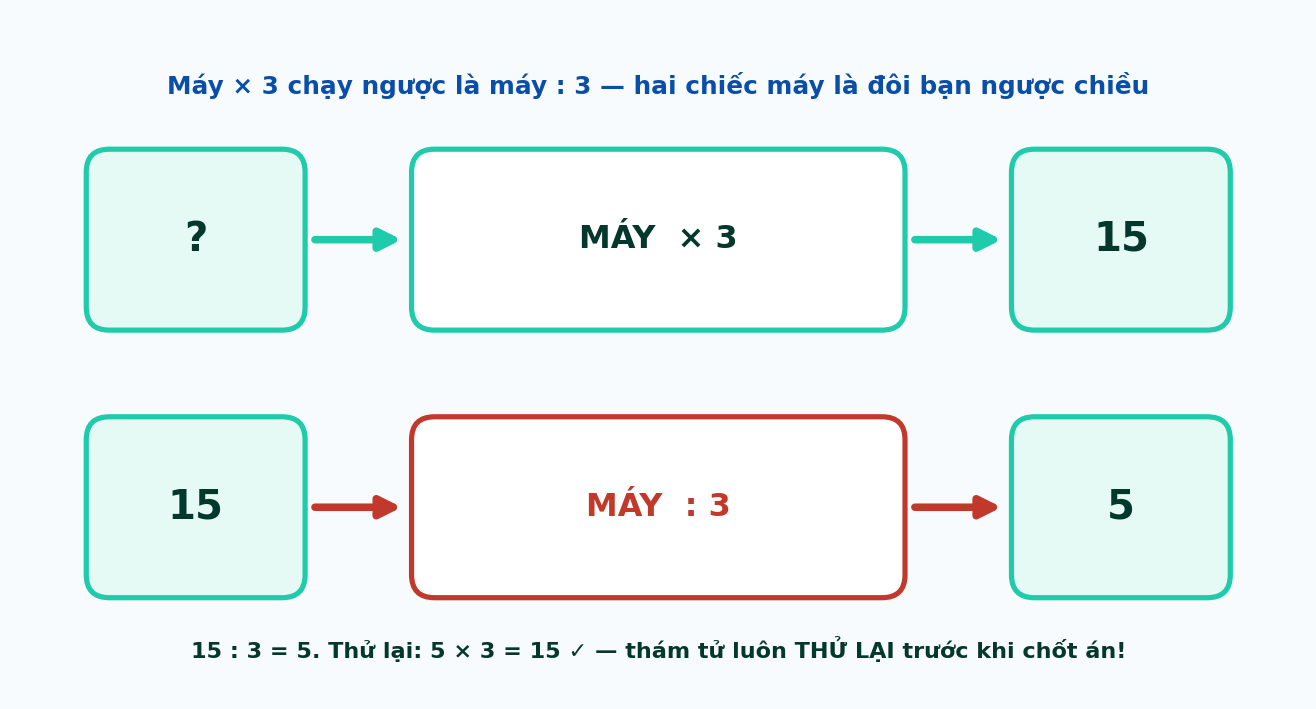 Máy × 3 chạy ngược là máy : 3 — hai chiếc máy là đôi bạn ngược chiều
?
MÁY × 3
15
15
MÁY : 3
5
15 : 3 = 5. Thử lại: 5 × 3 = 15 ✓ — thám tử luôn THỬ LẠI trước khi chốt án!